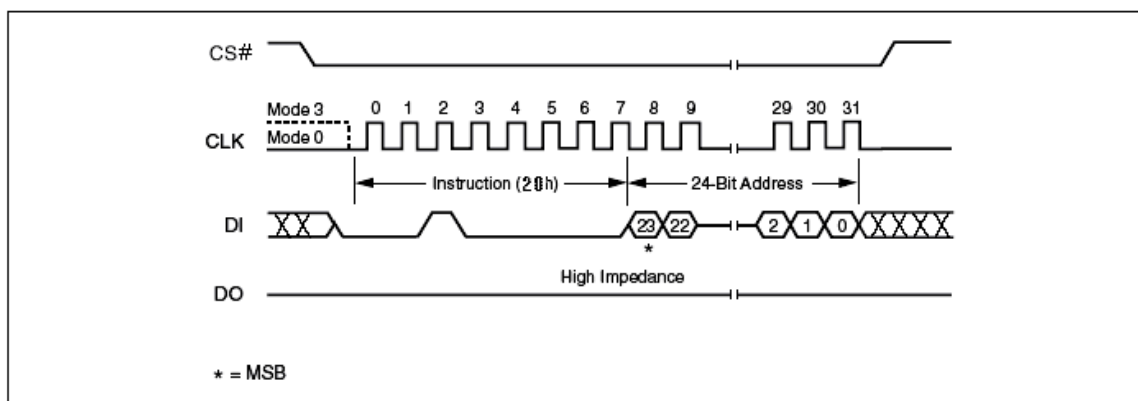 CS#
Mode 3 0 1 2 3 4 5 6 7 8 9 29 30 31
CLK Mode 0
Instruction (20h) 24-Bit Address
DI 23 22 2 1 0
*
High Impedance
DO
* = MSB